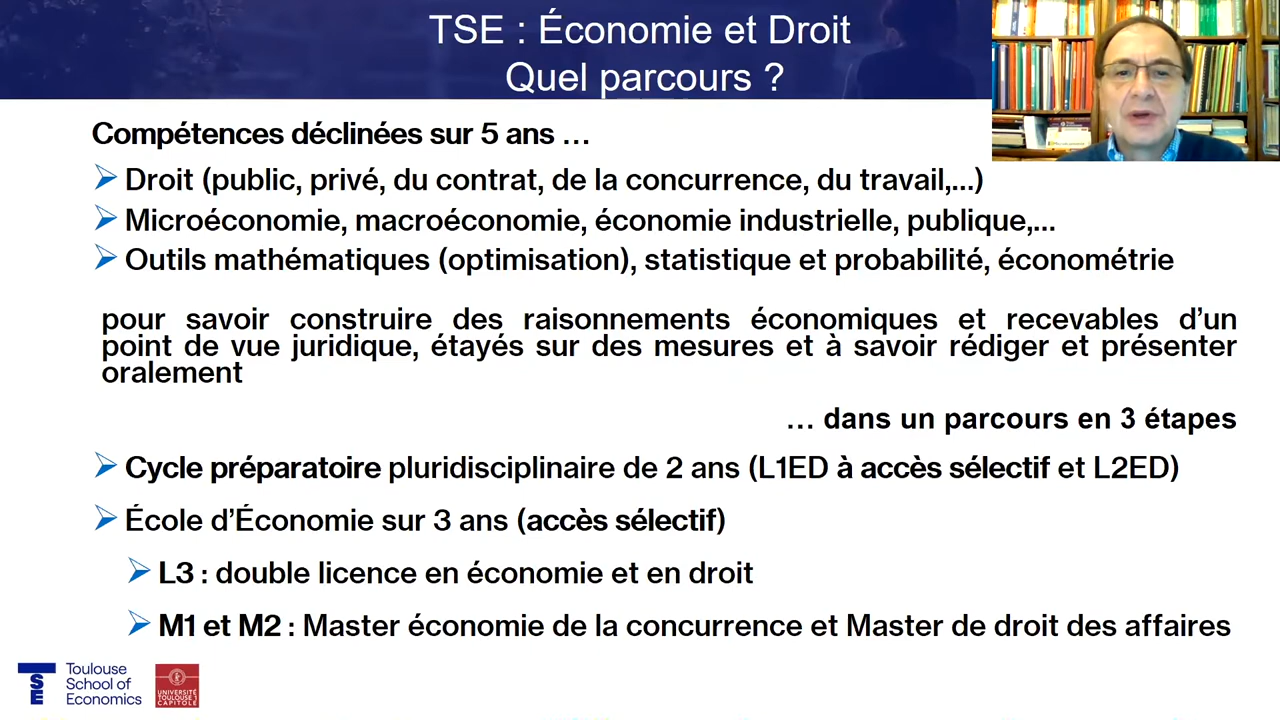 TSE : Économie et Droit
Quel parcours ?
Compétences déclinées sur 5 ans …
Droit (public, privé, du contrat, de la concurrence, du travail,...)
Microéconomie, macroéconomie, économie industrielle, publique,...
Outils mathématiques (optimisation), statistique et probabilité, économétrie
pour savoir construire des raisonnements économiques et recevables d’un
point de vue juridique, étayés sur des mesures et à savoir rédiger et présenter
oralement
… dans un parcours en 3 étapes
Cycle préparatoire pluridisciplinaire de 2 ans (L1ED à accès sélectif et L2ED)
École d’Économie sur 3 ans (accès sélectif)
L3 : double licence en économie et en droit
M1 et M2 : Master économie de la concurrence et Master de droit des affaires
TSE
Toulouse
School of
Economics
UNIVERSITÉ
TOULOUSE 1
CAPITOLE